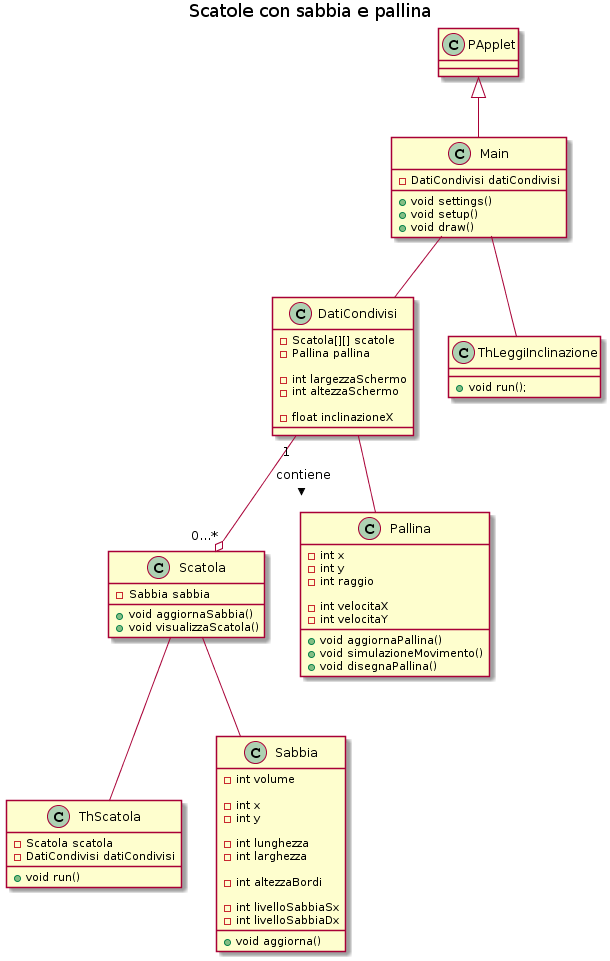 Scatole con sabbia e pallina
C PApplet
C Main
DatiCondivisi datiCondivisi
void settings()
void setup()
void draw()
C DatiCondivisi
Scatola[][] scatole
Pallina pallina
int largezzaSchermo
int altezzaSchermo
float inclinazioneX
C ThLeggiInclinazione
void run();
1
contiene
0...*
C Scatola
Sabbia sabbia
void aggiornaSabbia()
void visualizzaScatola()
C Pallina
int x
int y
int raggio
int velocitaX
int velocitaY
void aggiornaPallina()
void simulazioneMovimento()
void disegnaPallina()
C ThScatola
Scatola scatola
DatiCondivisi datiCondivisi
void run()
C Sabbia
int volume
int x
int y
int lunghezza
int larghezza
int altezzaBordi
int livelloSabbiaSx
int livelloSabbiaDx
void aggiorna()